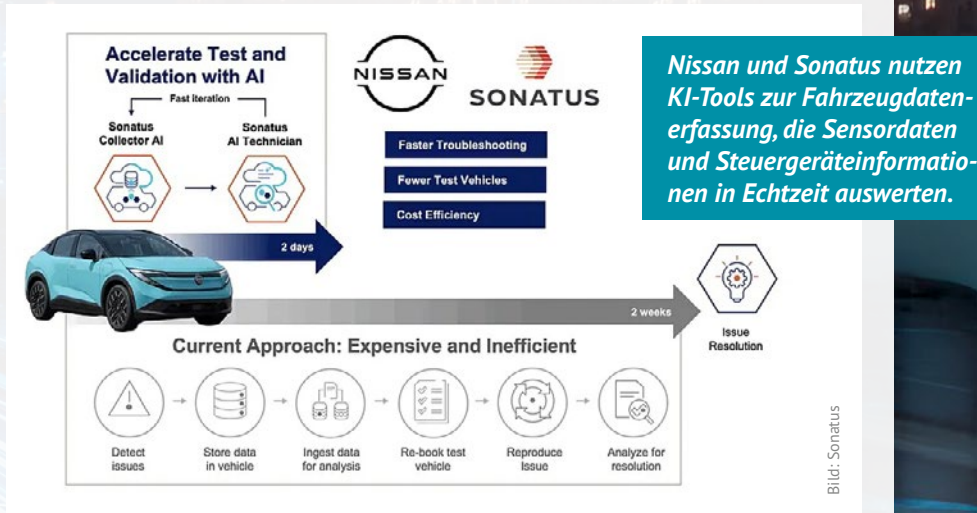 Accelerate Test and
Validation with AI
Fast iteration
Sonatus
Collector AI
Sonatus
AI Technician
2 days
NISSAN
SONATUS
Faster Troubleshooting
Fewer Test Vehicles
Cost Efficiency
Nissan und Sonatus nutzen
KI-Tools zur Fahrzeugdaten-
erfassung, die Sensordaten
und Steuergeräteinformatio-
nen in Echtzeit auswerten.
2 weeks
Issue
Resolution
Current Approach: Expensive and Inefficient
Detect
issues
Store data
in vehicle
Ingest data
for analysis
Re-book test
vehicle
Reproduce
Issue
Analyze for
resolution
Bild: Sonatus